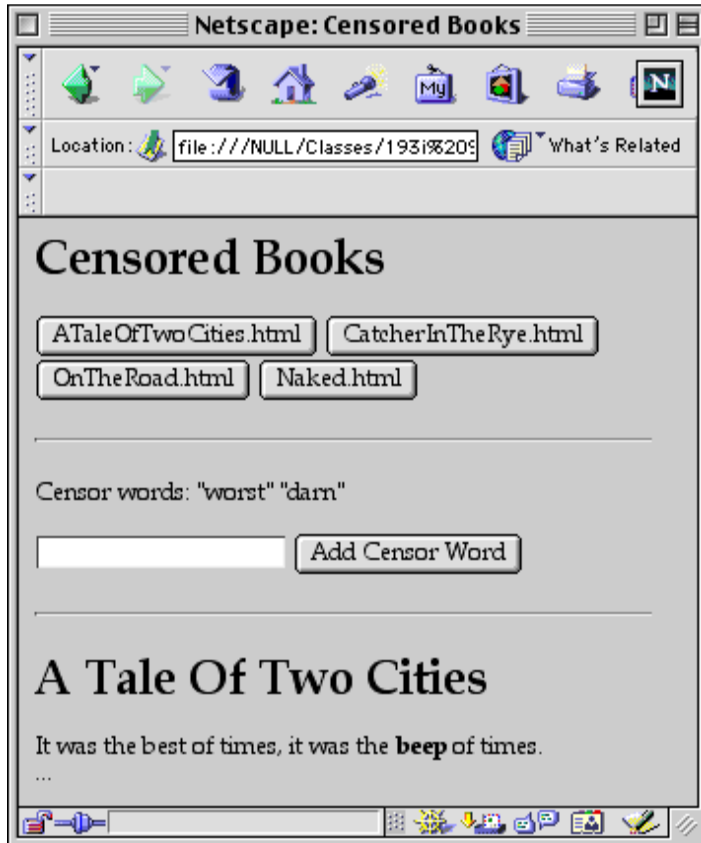 Netscape: Censored Books
My
N
Location: file:///NULL/Classes/193i%209 What's Related
Censored Books
ATaleOfTwoCities.html CatcherInTheRye.html
OnTheRoad.html Naked.html
Censor words: "worst" "darn"
Add Censor Word
A Tale Of Two Cities
It was the best of times, it was the beep of times.
...